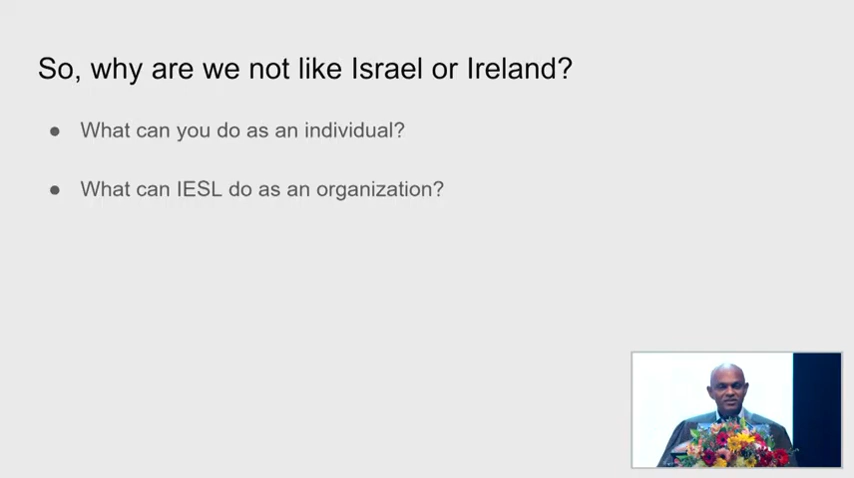 So, why are we not like Israel or Ireland?
● What can you do as an individual?
● What can IESL do as an organization?